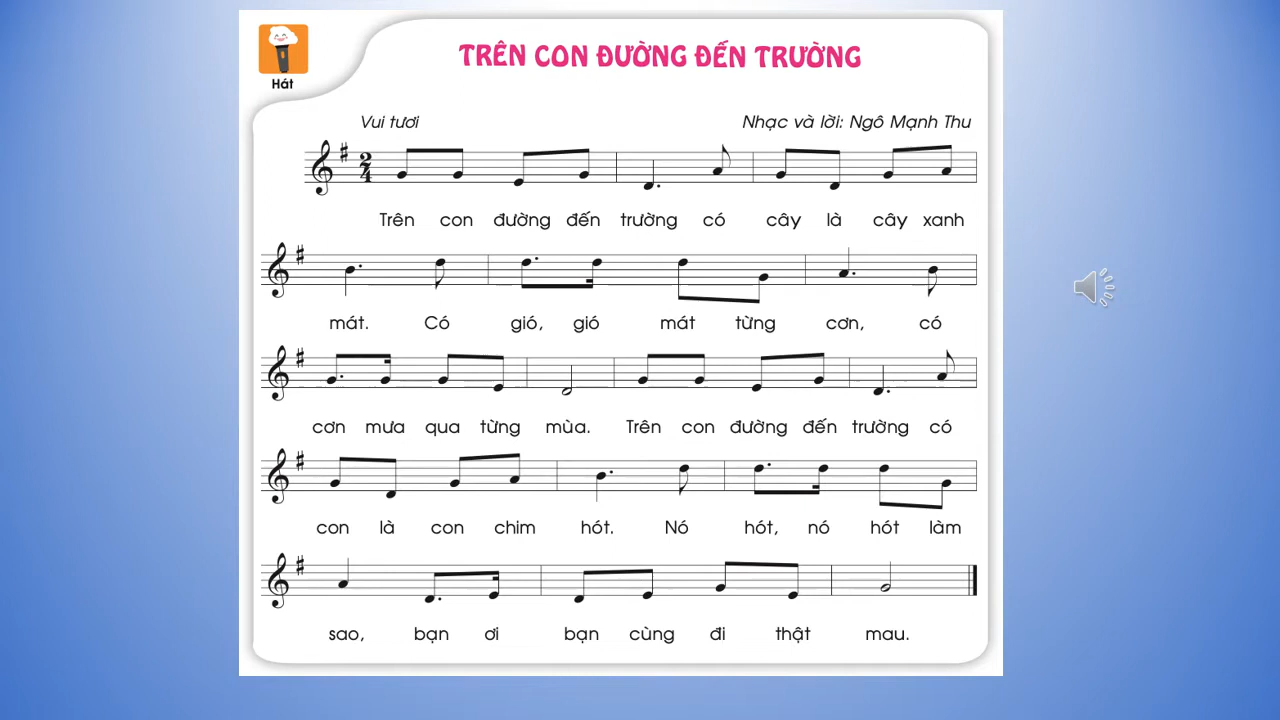 TRÊN CON ĐƯỜNG ĐẾN TRƯỜNG
Hát
Vui tươi
Nhạc và lời: Ngô Mạnh Thu
2
4
Trên con đường đến trường có cây là cây xanh
mát. Có gió, gió mát từng cơn, có
cơn mưa qua từng mùa. Trên con đường đến trường có
con là con chim hót. Nó hót, nó hót làm
sao, bạn ơi bạn cùng đi thật mau.